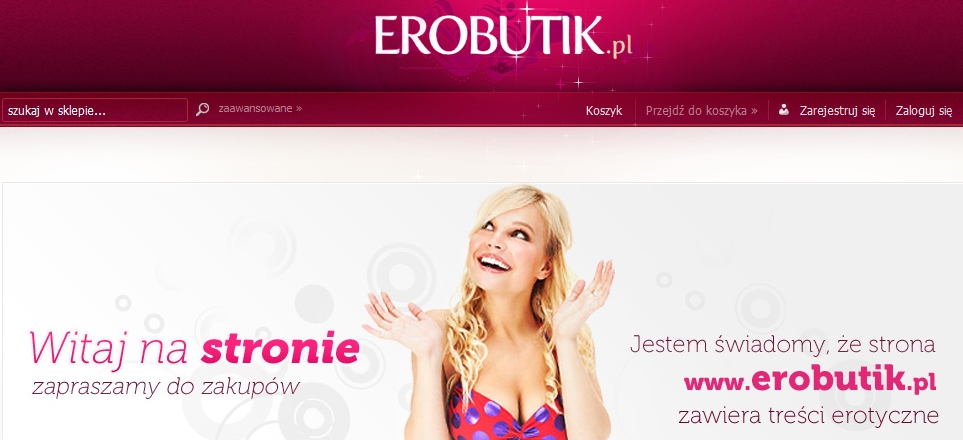 EROBUTIK.pl
szukaj w sklepie...
zaawansowane »
Koszyk
Przejdź do koszyka »
Zarejestruj się
Zaloguj się
Witaj na stronie
zapraszamy do zakupów
Jestem świadomy, że strona
www.erobutik.pl
zawiera treści erotyczne